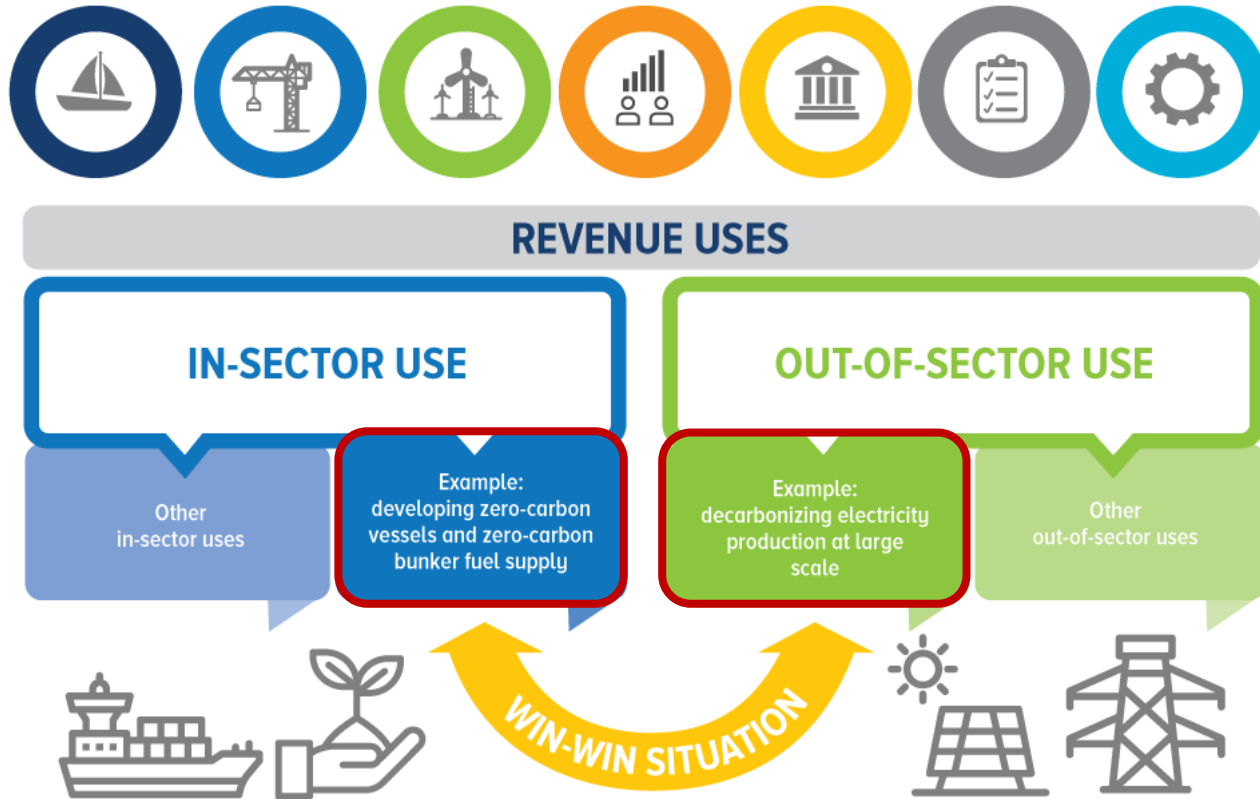 REVENUE USES
IN-SECTOR USE
OUT-OF-SECTOR USE
Other
in-sector uses
Example:
developing zero-carbon
vessels and zero-carbon
bunker fuel supply
Example:
decarbonizing electricity
production at large
scale
Other
out-of-sector uses
WIN-WIN SITUATION